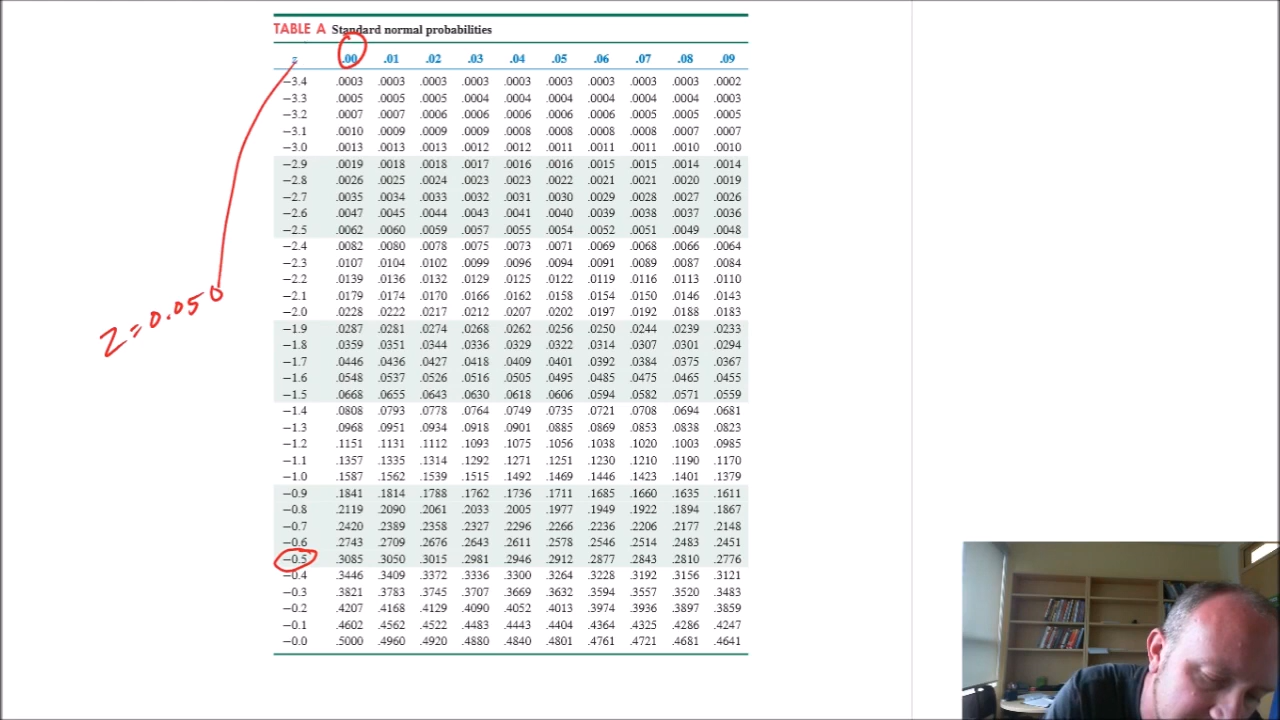 TABLE A Standard normal probabilities
z .00 .01 .02 .03 .04 .05 .06 .07 .08 .09
−3.4 .0003 .0003 .0003 .0003 .0003 .0003 .0003 .0003 .0003 .0002
−3.3 .0005 .0005 .0005 .0004 .0004 .0004 .0004 .0004 .0004 .0003
−3.2 .0007 .0007 .0006 .0006 .0006 .0006 .0006 .0005 .0005 .0005
−3.1 .0010 .0009 .0009 .0009 .0008 .0008 .0008 .0008 .0007 .0007
−3.0 .0013 .0013 .0013 .0012 .0012 .0011 .0011 .0011 .0010 .0010
−2.9 .0019 .0018 .0018 .0017 .0016 .0016 .0015 .0015 .0014 .0014
−2.8 .0026 .0025 .0024 .0023 .0023 .0022 .0021 .0021 .0020 .0019
−2.7 .0035 .0034 .0033 .0032 .0031 .0030 .0029 .0028 .0027 .0026
−2.6 .0047 .0045 .0044 .0043 .0041 .0040 .0039 .0038 .0037 .0036
−2.5 .0062 .0060 .0059 .0057 .0055 .0054 .0052 .0051 .0049 .0048
−2.4 .0082 .0080 .0078 .0075 .0073 .0071 .0069 .0068 .0066 .0064
−2.3 .0107 .0104 .0102 .0099 .0096 .0094 .0091 .0089 .0087 .0084
−2.2 .0139 .0136 .0132 .0129 .0125 .0122 .0119 .0116 .0113 .0110
−2.1 .0179 .0174 .0170 .0166 .0162 .0158 .0154 .0150 .0146 .0143
−2.0 .0228 .0222 .0217 .0212 .0207 .0202 .0197 .0192 .0188 .0183
Z=0.050
−1.9 .0287 .0281 .0274 .0268 .0262 .0256 .0250 .0244 .0239 .0233
−1.8 .0359 .0351 .0344 .0336 .0329 .0322 .0314 .0307 .0301 .0294
−1.7 .0446 .0436 .0427 .0418 .0409 .0401 .0392 .0384 .0375 .0367
−1.6 .0548 .0537 .0526 .0516 .0505 .0495 .0485 .0475 .0465 .0455
−1.5 .0668 .0655 .0643 .0630 .0618 .0606 .0594 .0582 .0571 .0559
−1.4 .0808 .0793 .0778 .0764 .0749 .0735 .0721 .0708 .0694 .0681
−1.3 .0968 .0951 .0934 .0918 .0901 .0885 .0869 .0853 .0838 .0823
−1.2 .1151 .1131 .1112 .1093 .1075 .1056 .1038 .1020 .1003 .0985
−1.1 .1357 .1335 .1314 .1292 .1271 .1251 .1230 .1210 .1190 .1170
−1.0 .1587 .1562 .1539 .1515 .1492 .1469 .1446 .1423 .1401 .1379
−0.9 .1841 .1814 .1788 .1762 .1736 .1711 .1685 .1660 .1635 .1611
−0.8 .2119 .2090 .2061 .2033 .2005 .1977 .1949 .1922 .1894 .1867
−0.7 .2420 .2389 .2358 .2327 .2296 .2266 .2236 .2206 .2177 .2148
−0.6 .2743 .2709 .2676 .2643 .2611 .2578 .2546 .2514 .2483 .2451
−0.5 .3085 .3050 .3015 .2981 .2946 .2912 .2877 .2843 .2810 .2776
−0.4 .3446 .3409 .3372 .3336 .3300 .3264 .3228 .3192 .3156 .3121
−0.3 .3821 .3783 .3745 .3707 .3669 .3632 .3594 .3557 .3520 .3483
−0.2 .4207 .4168 .4129 .4090 .4052 .4013 .3974 .3936 .3897 .3859
−0.1 .4602 .4562 .4522 .4483 .4443 .4404 .4364 .4325 .4286 .4247
−0.0 .5000 .4960 .4920 .4880 .4840 .4801 .4761 .4721 .4681 .4641